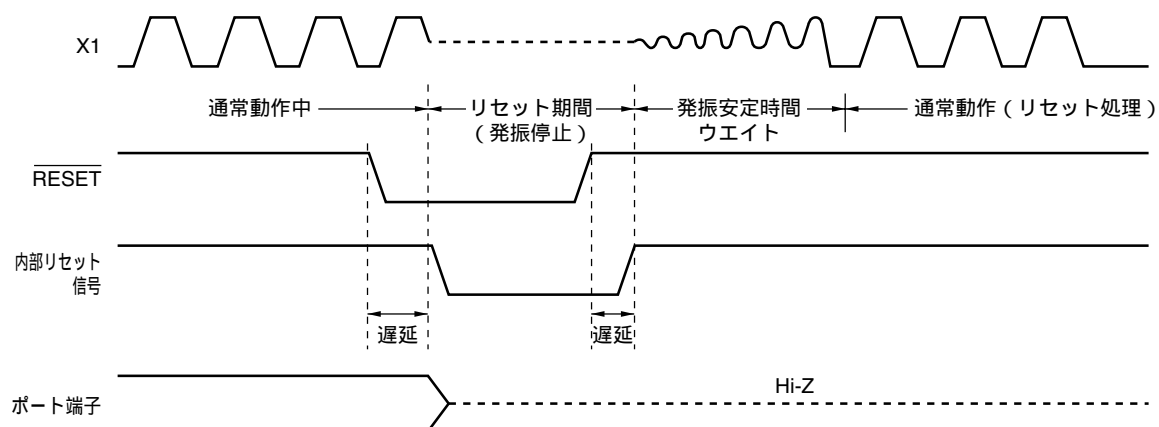 X1
通常動作中
リセット期間
（発振停止）
発振安定時間
ウエイト
通常動作（リセット処理）
RESET
内部リセット
信号
遅延
遅延
Hi-Z
ポート端子